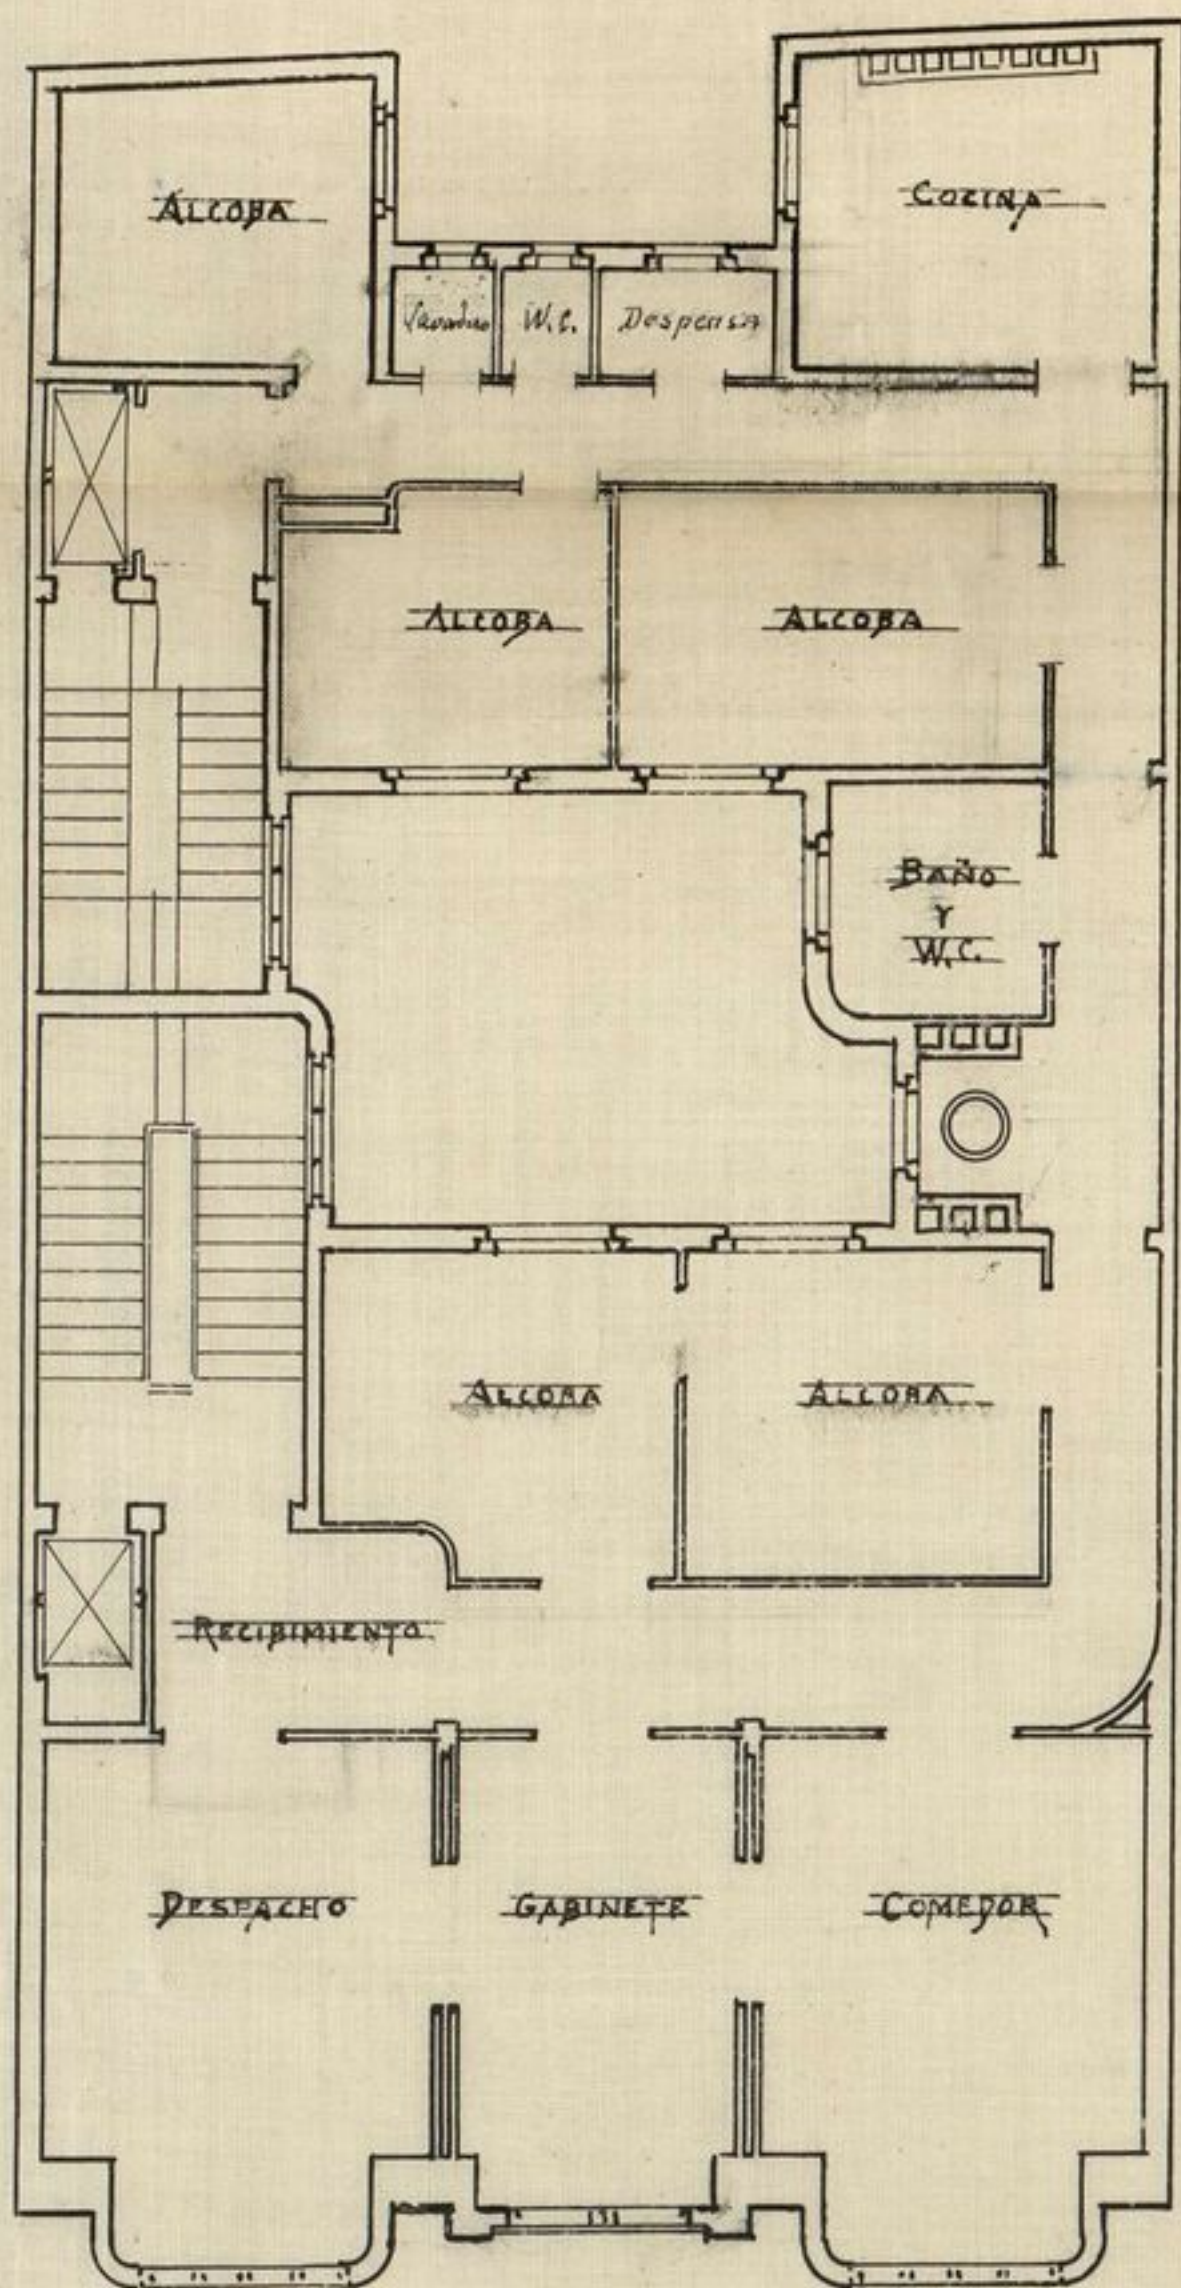 ALCOBA
COCINA
Lavadero
W.C.
Despensa
ALCOBA
ALCOBA
BAÑO
Y
W.C.
ALCOBA
ALCOBA
RECIBIMIENTO
DESPACHO
GABINETE
COMEDOR